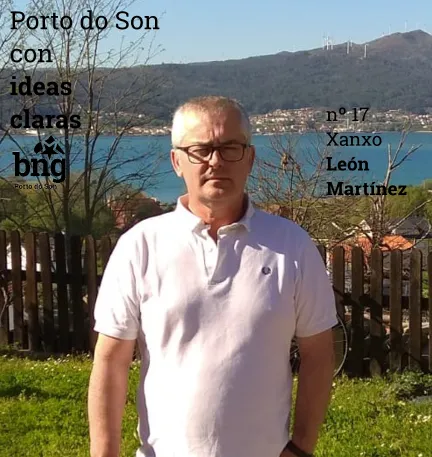 Porto do Son
con
ideas
claras
bng
Porto do Son
nº 17
Xanxo
León
Martínez